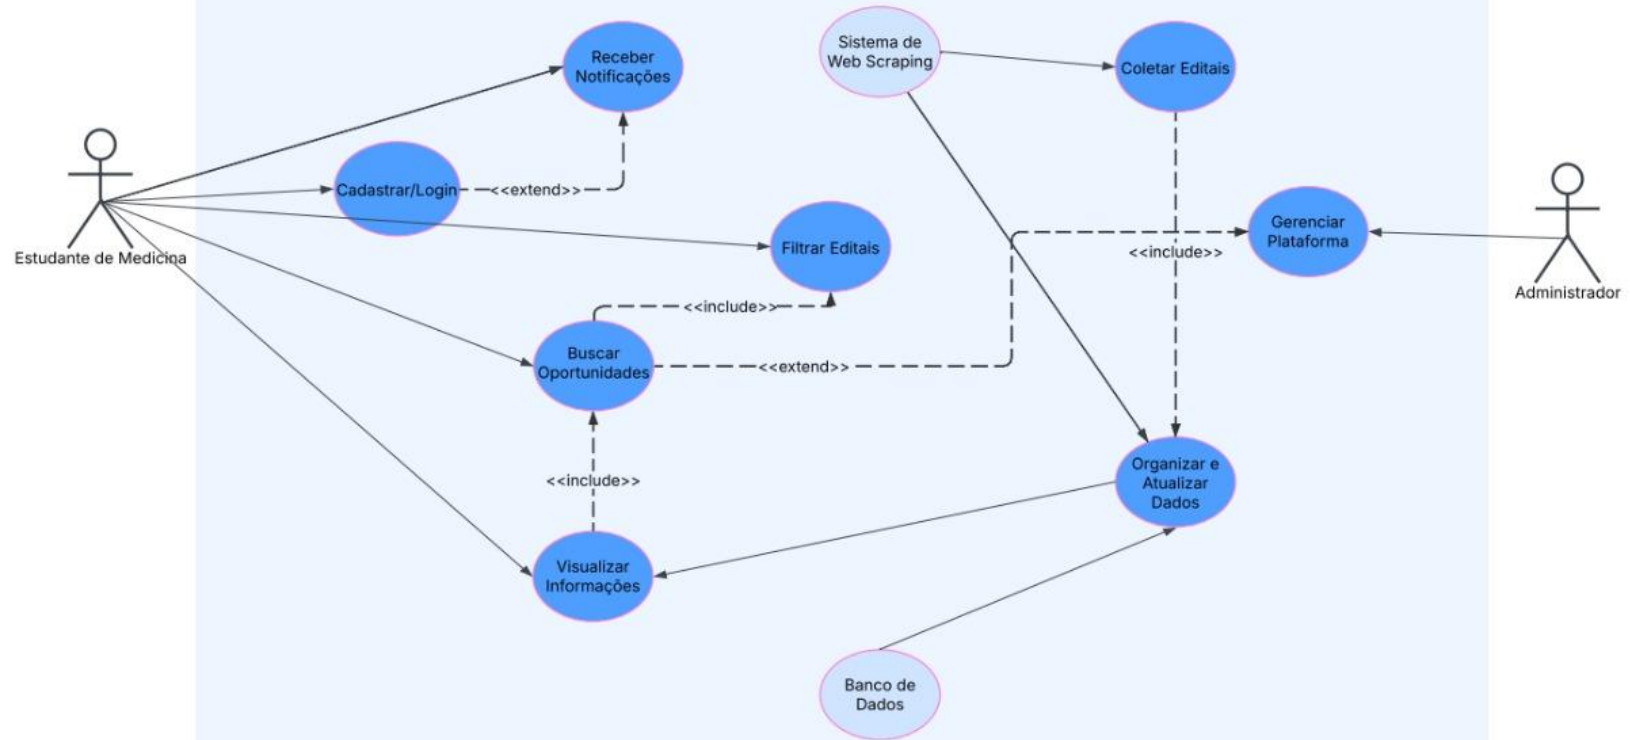 Sistema de
Web Scraping
Receber
Notificações
Coletar Editais
Cadastrar/Login
<<extend>>
Gerenciar
Plataforma
Filtrar Editais
<<include>>
Estudante de Medicina
Administrador
<<include>>
Buscar
Oportunidades
<<extend>>
Organizar e
Atualizar
Dados
<<include>>
Visualizar
Informações
Banco de
Dados